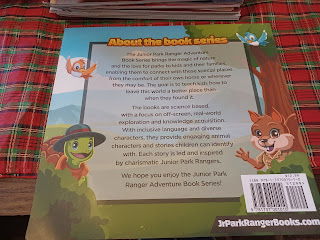 About the book series
The Junior Park Ranger Adventure
Book Series brings the magic of nature
and the love for parks to kids and their families,
enabling them to connect with these special places
from the comfort of their own home or wherever
they may be. The goal is to teach kids how to
leave this world a better place than
when they found it.
The books are science based,
with a focus on off-screen, real-world
exploration and knowledge acquisition.
With inclusive language and diverse
characters, they provide engaging animal
characters and stories children can identify
with. Each story is led and inspired
by charismatic Junior Park Rangers.
We hope you enjoy the Junior Park
Ranger Adventure Book Series!
JrParkRangerBooks.com